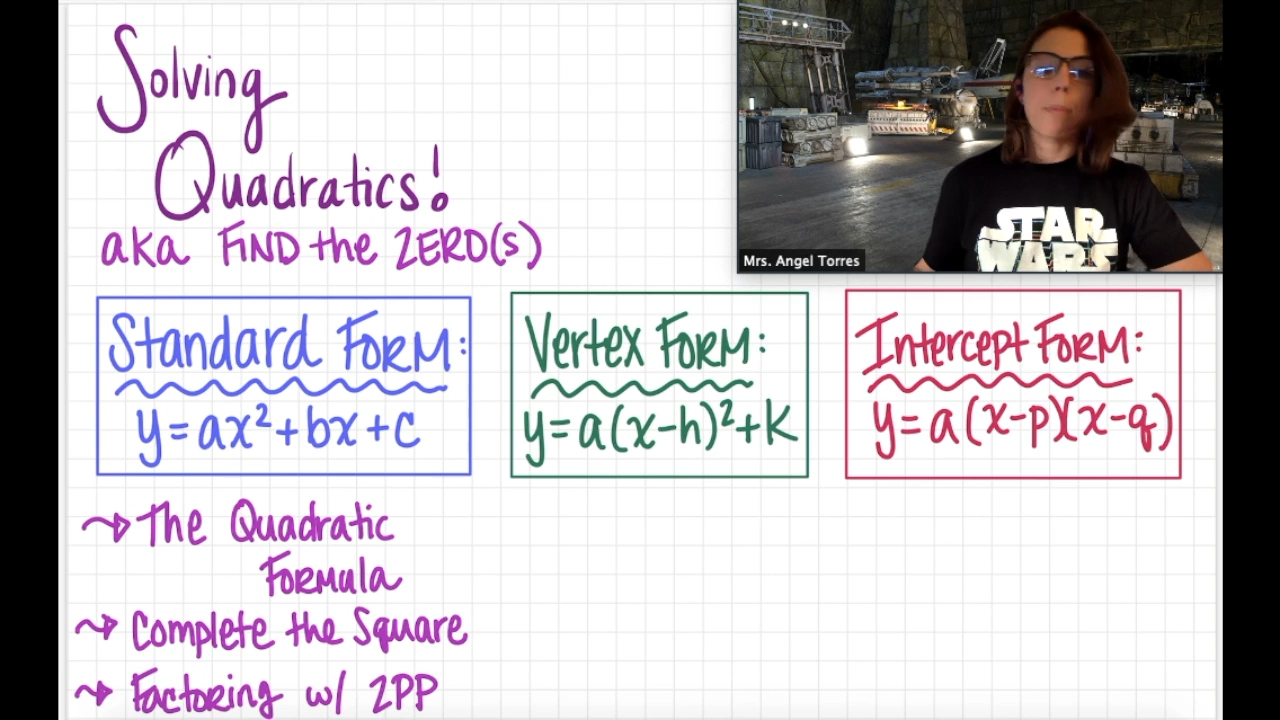 Solving
Quadratics!
aka FIND the ZERO(s)
Mrs. Angel Torres
STAR
WARS
Standard FORM:
y=ax²+bx+c
Vertex FORM:
y=a(x-h)²+k
Intercept FORM:
y=a(x-p)(x-q)
→ The Quadratic
Formula
→ Complete the Square
→ Factoring w/ ZPP